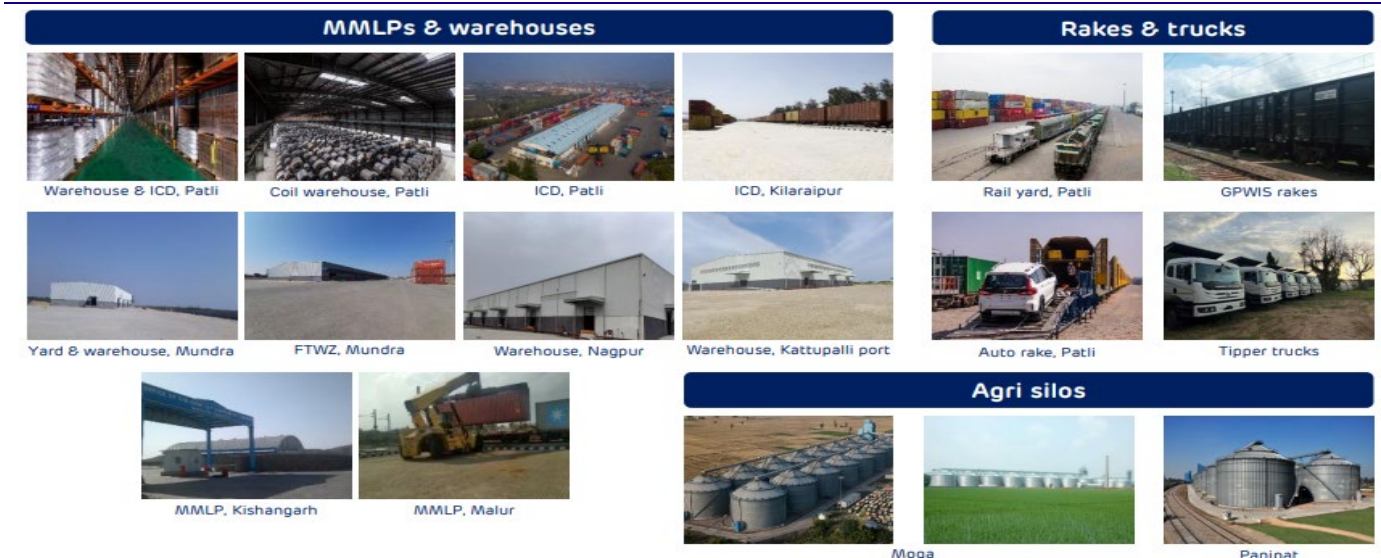 MMLPs & warehouses
Rakes & trucks
Warehouse & ICD, Patli
Coil warehouse, Patli
ICD, Patli
ICD, Kilaraipur
Rail yard, Patli
GPWIS rakes
Yard & warehouse, Mundra
FTWZ, Mundra
Warehouse, Nagpur
Warehouse, Kattupalli port
Auto rake, Patli
Tipper trucks
Agri silos
MMLP, Kishangarh
MMLP, Malur
Moga
Panipat